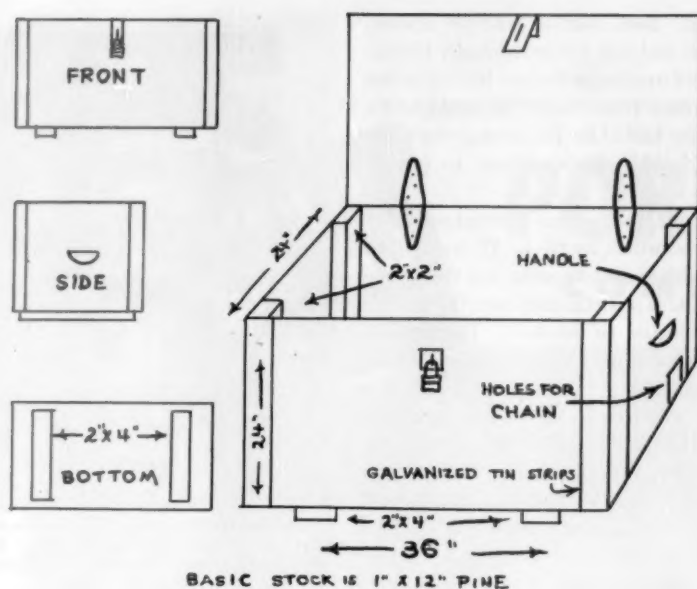 FRONT
SIDE
2"x4"
BOTTOM
2"x2"
HANDLE
HOLES FOR
CHAIN
24"
GALVANIZED TIN STRIPS
2"x4"
36"
BASIC STOCK IS 1" X 12" PINE